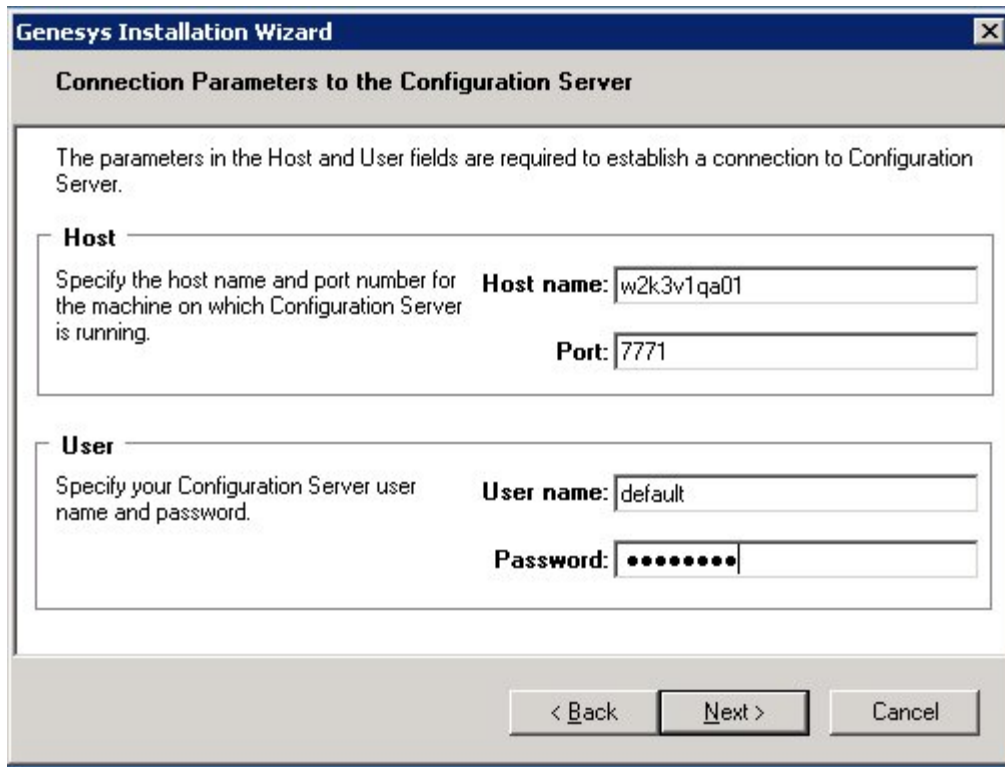 Genesys Installation Wizard
Connection Parameters to the Configuration Server
The parameters in the Host and User fields are required to establish a connection to Configuration
Server.
Host
Specify the host name and port number for
the machine on which Configuration Server
is running.
Host name: w2k3v1qa01
Port: 7771
User
Specify your Configuration Server user
name and password.
User name: default
Password: ●●●●●●●●
< Back
Next >
Cancel